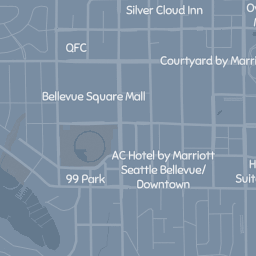 Silver Cloud Inn
QFC
Courtyard by Marri
Bellevue Square Mall
AC Hotel by Marriott
Seattle Bellevue/
Downtown
99 Park
H
Suite